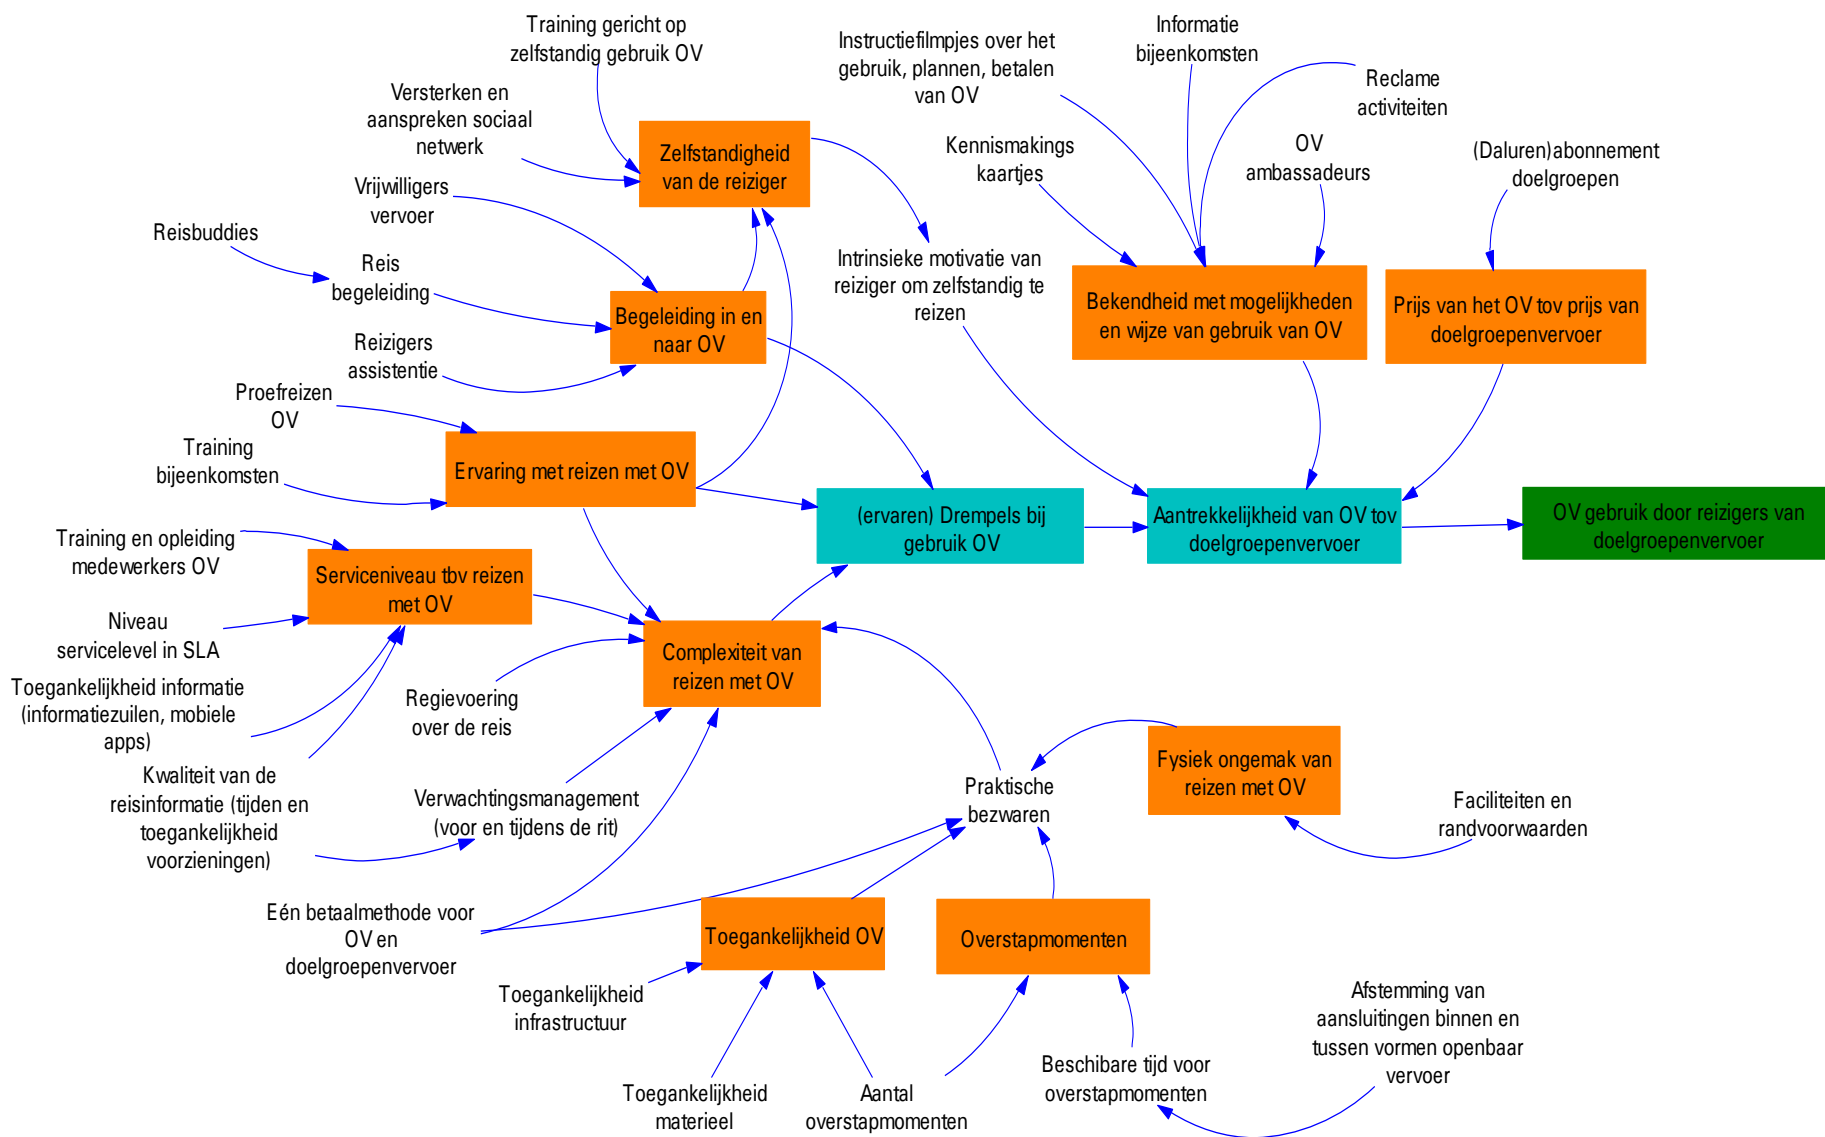 Training gericht op
zelfstandig gebruik OV
Instructiefilmpjes over het
gebruik, plannen, betalen
van OV
Informatie
bijeenkomsten
Reclame
activiteiten
Versterken en
aanspreken sociaal
netwerk
Zelfstandigheid
van de reiziger
Kennismakings
kaartjes
OV
ambassadeurs
(Daluren)abonnement
doelgroepen
Vrijwilligers
vervoer
Reisbuddies
Reis
begeleiding
Intrinsieke motivatie van
reiziger om zelfstandig te
reizen
Bekendheid met mogelijkheden
en wijze van gebruik van OV
Prijs van het OV tov prijs van
doelgroepenvervoer
Begeleiding in en
naar OV
Reizigers
assistentie
Proefreizen
OV
Training
bijeenkomsten
Ervaring met reizen met OV
(ervaren) Drempels bij
gebruik OV
Aantrekkelijkheid van OV tov
doelgroepenvervoer
OV gebruik door reizigers van
doelgroepenvervoer
Training en opleiding
medewerkers OV
Serviceniveau tbv reizen
met OV
Niveau
servicelevel in SLA
Complexiteit van
reizen met OV
Toegankelijkheid informatie
(informatiezuilen, mobiele
apps)
Regievoering
over de reis
Kwaliteit van de
reisinformatie (tijden en
toegankelijkheid
voorzieningen)
Verwachtingsmanagement
(voor en tijdens de rit)
Praktische
bezwaren
Fysiek ongemak van
reizen met OV
Faciliteiten en
randvoorwaarden
Eén betaalmethode voor
OV en
doelgroepenvervoer
Toegankelijkheid OV
Overstapmomenten
Toegankelijkheid
infrastructuur
Afstemming van
aansluitingen binnen en
tussen vormen openbaar
vervoer
Toegankelijkheid
materieel
Aantal
overstapmomenten
Beschibare tijd voor
overstapmomenten